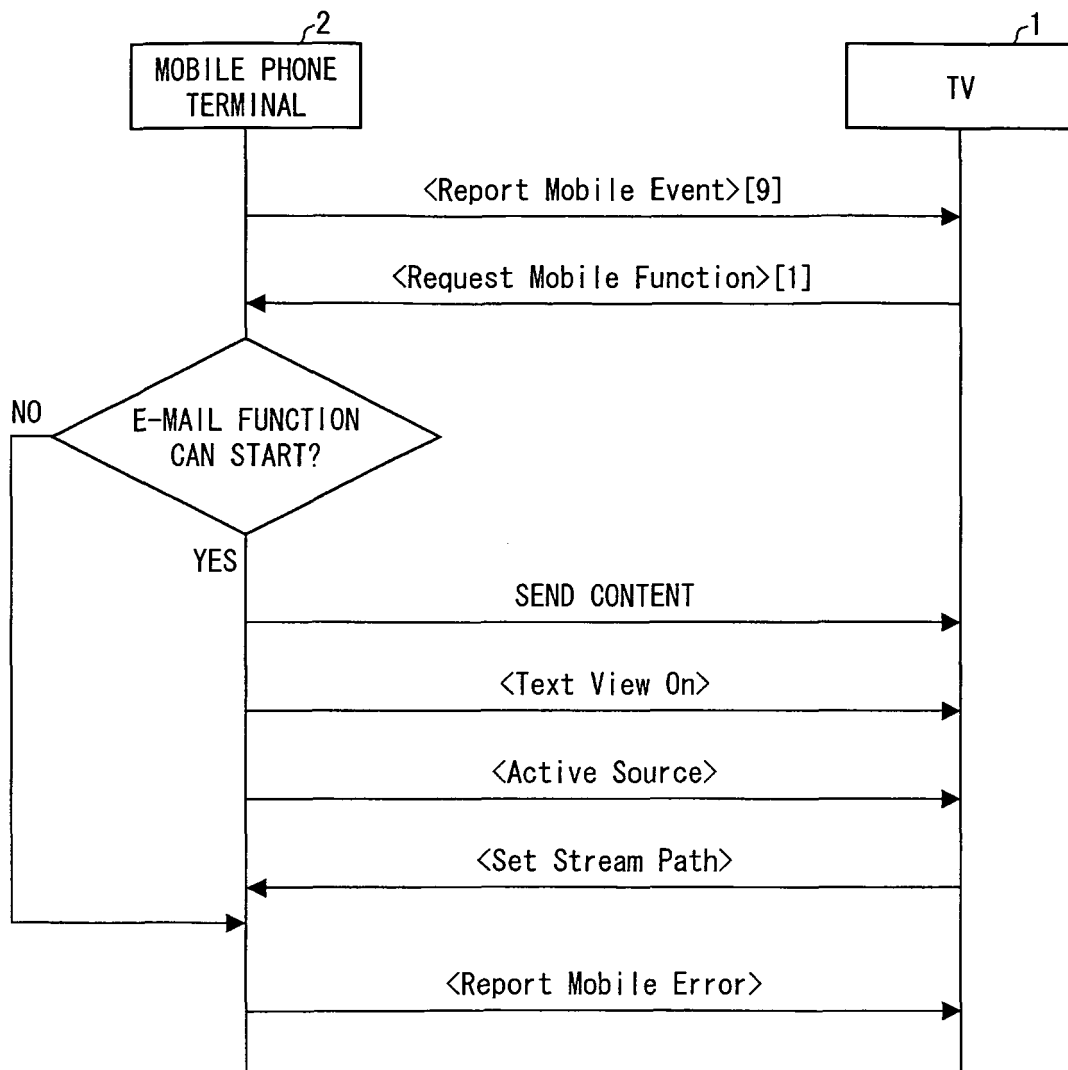 2
1
MOBILE PHONE
TERMINAL
TV
<Report Mobile Event>[9]
<Request Mobile Function>[1]
NO
E-MAIL FUNCTION
CAN START?
YES
SEND CONTENT
<Text View On>
<Active Source>
<Set Stream Path>
<Report Mobile Error>